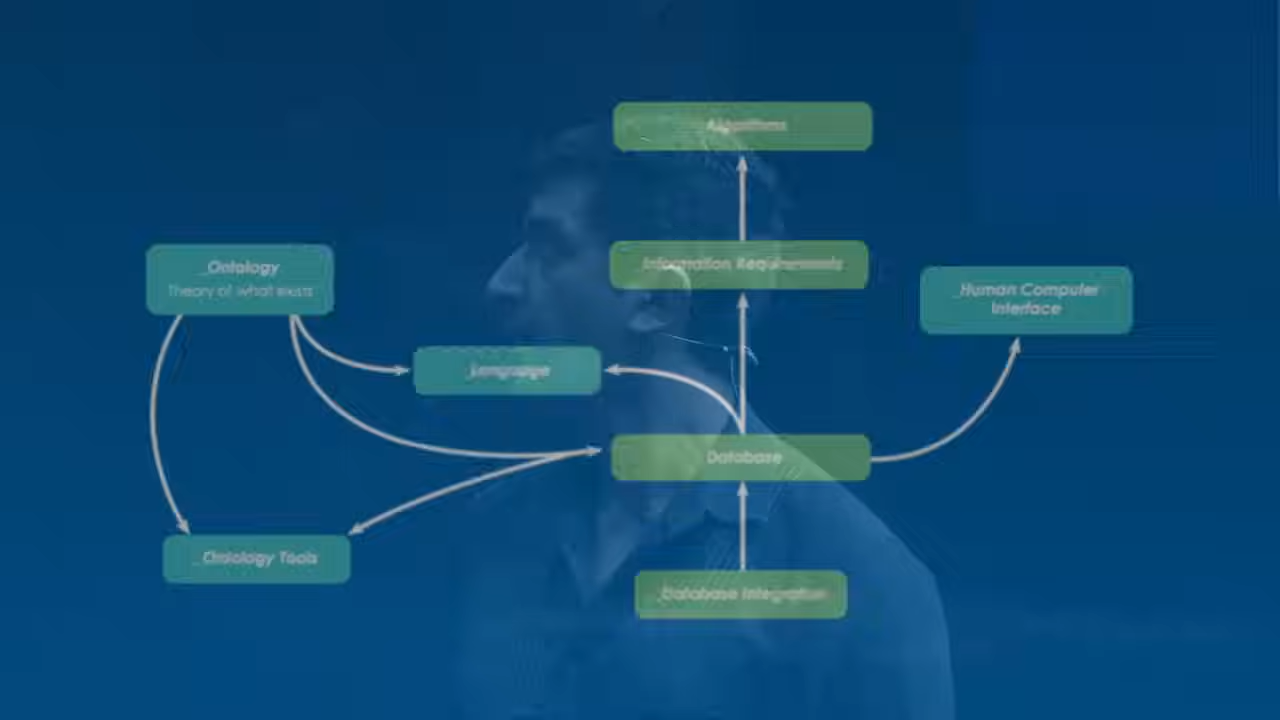 Algorithms
Ontology
Theory of what exists
Information Requirements
Human Computer
Interface
Language
Database
Ontology Tools
Database Integration